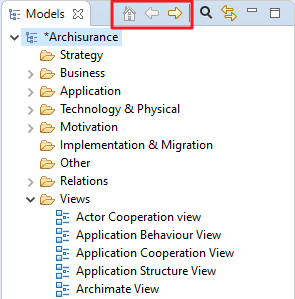 Models
*Archisurance
Strategy
Business
Application
Technology & Physical
Motivation
Implementation & Migration
Other
Relations
Views
Actor Cooperation view
Application Behaviour View
Application Cooperation View
Application Structure View
Archimate View